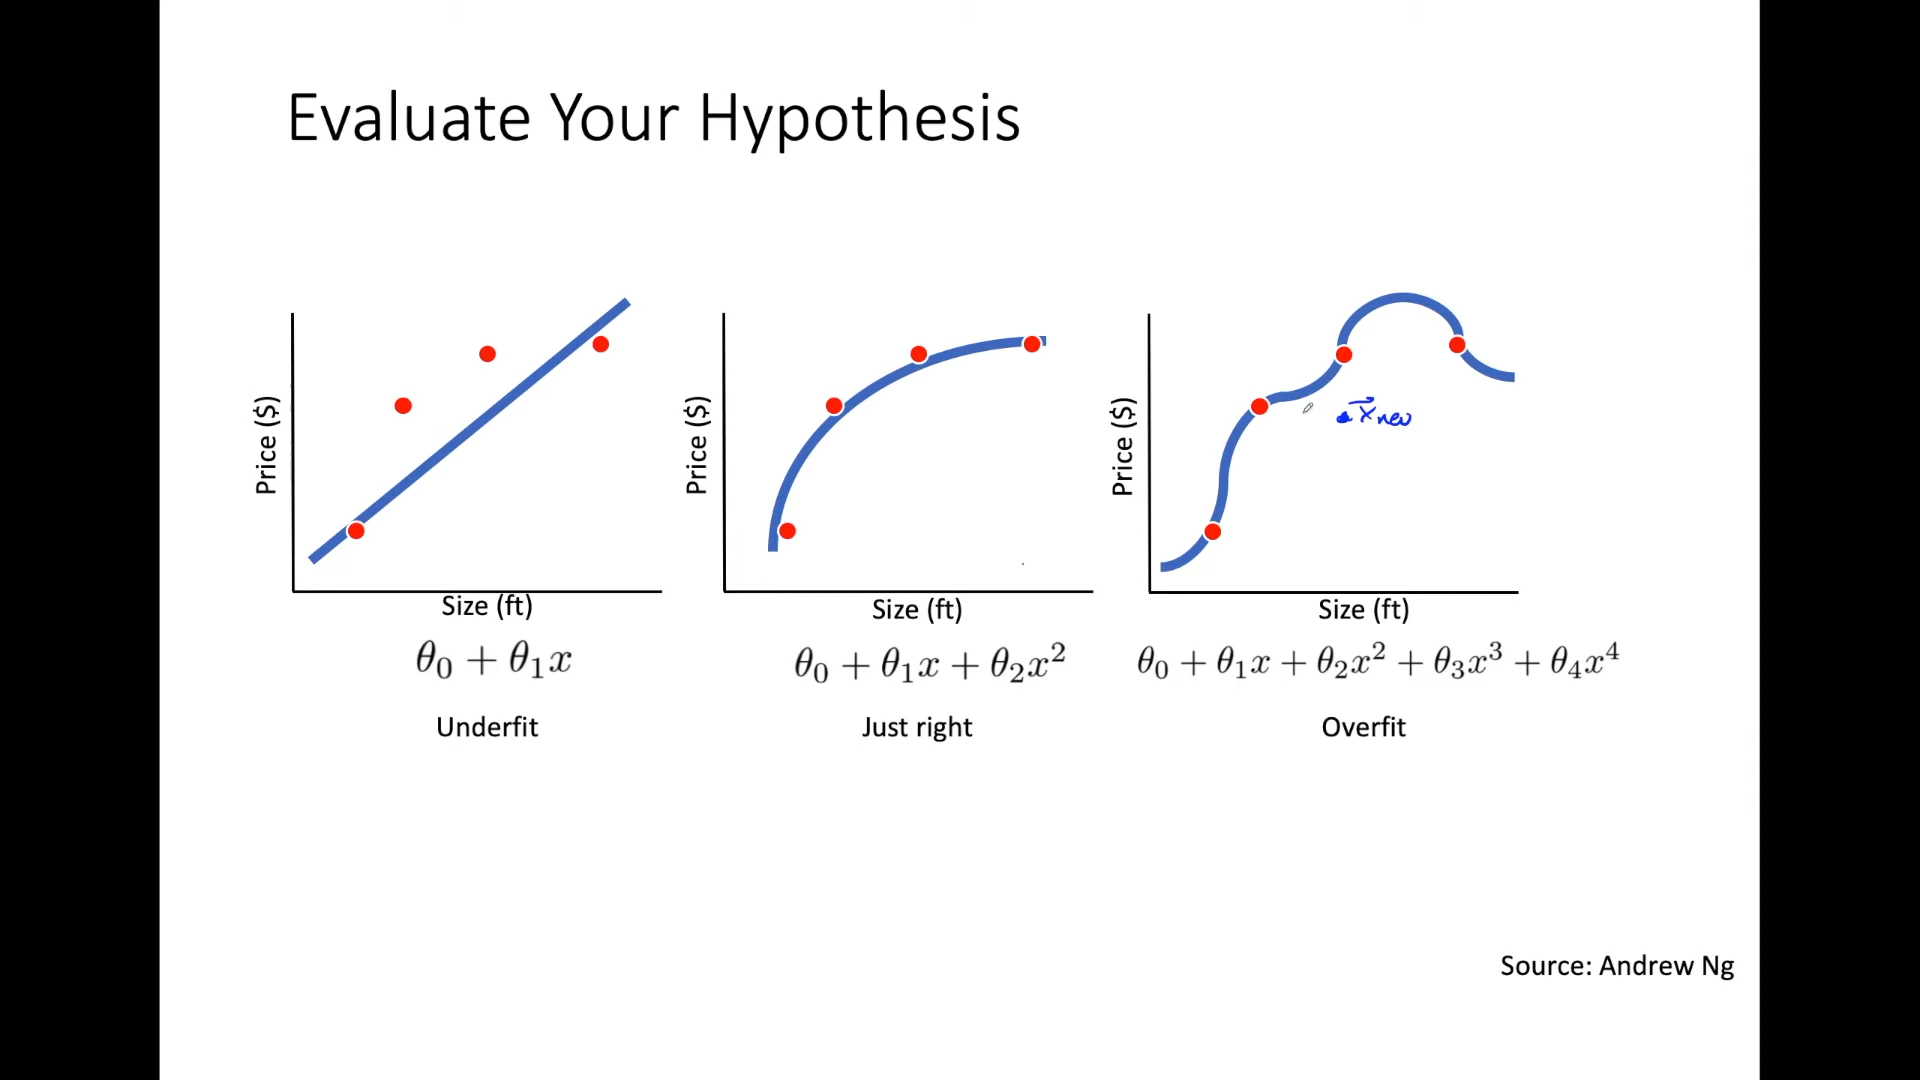 Evaluate Your Hypothesis
Price ($)
Size (ft)
θ₀ + θ₁x
Underfit
Price ($)
Size (ft)
θ₀ + θ₁x + θ₂x²
Just right
Price ($)
x⃗new
Size (ft)
θ₀ + θ₁x + θ₂x² + θ₃x³ + θ₄x⁴
Overfit
Source: Andrew Ng